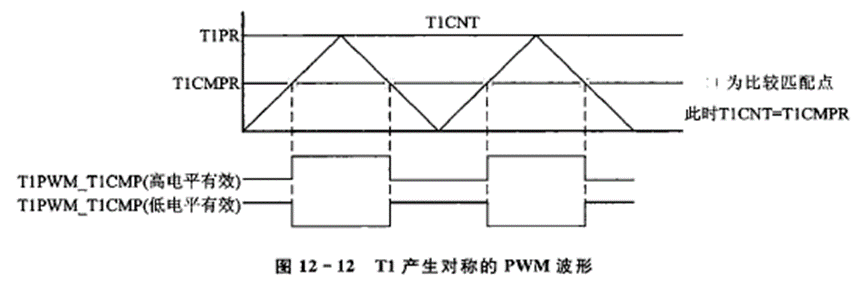 T1CNT
T1PR
T1CMPR
为比较匹配点
此时T1CNT=T1CMPR
T1PWM_T1CMP(高电平有效)
T1PWM_T1CMP(低电平有效)
图 12-12 T1 产生对称的 PWM 波形